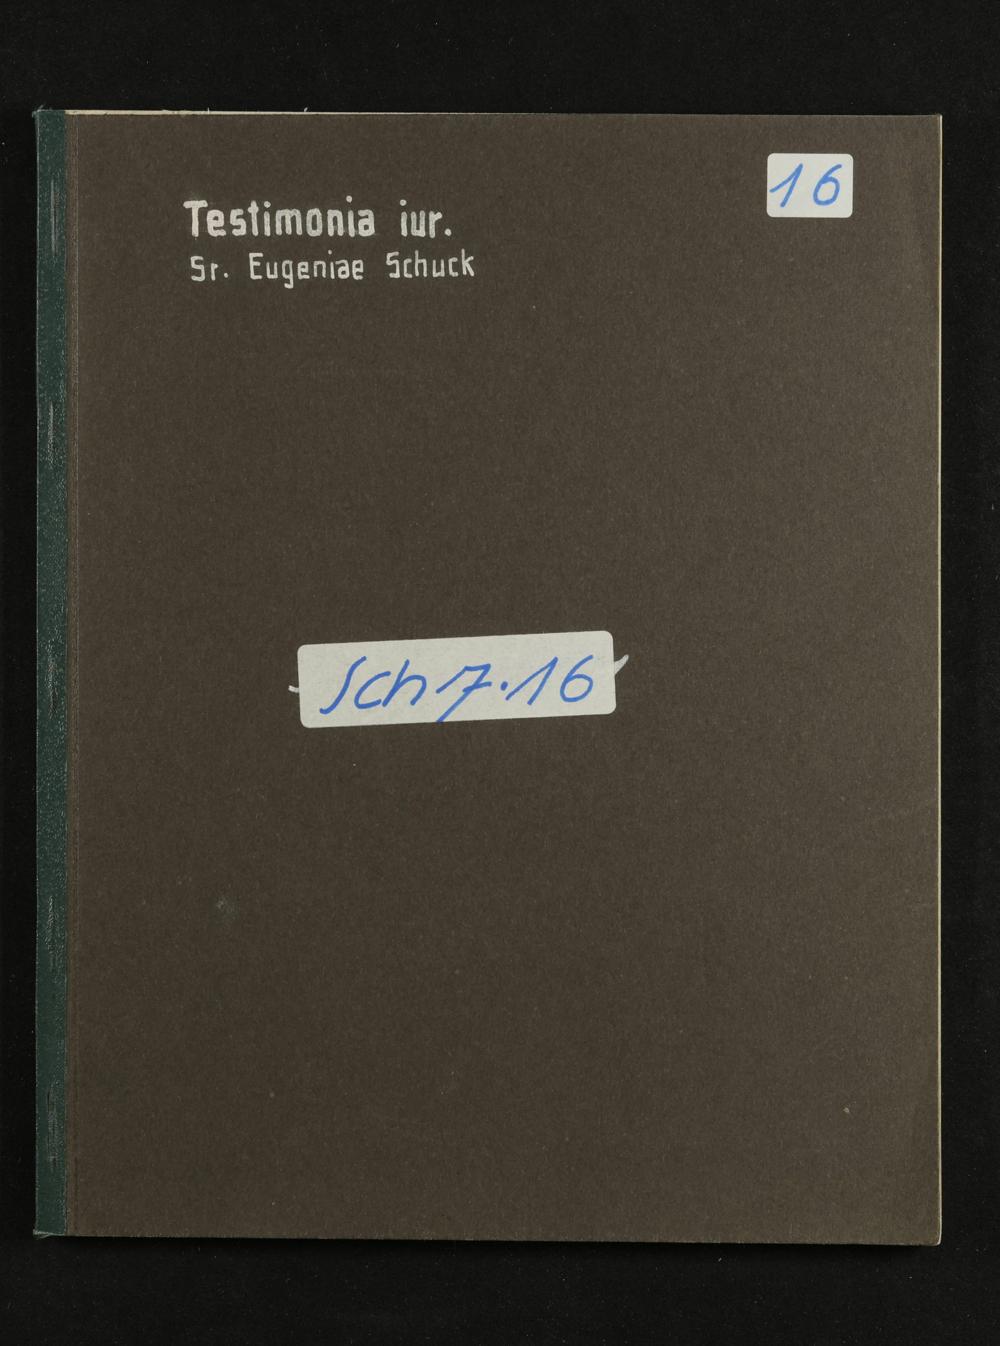 16
Testimonia iur.
Sr. Eugeniae Schuck
Sch 7.16